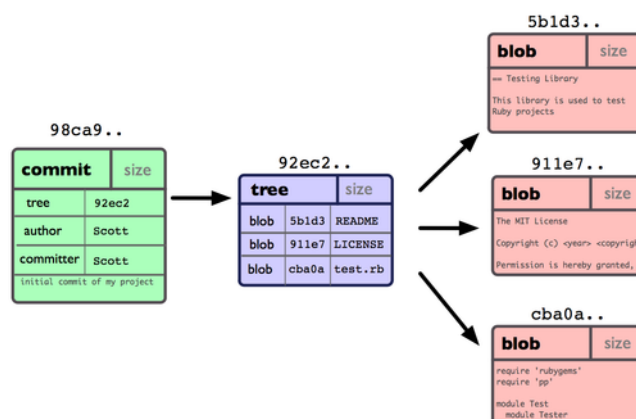 98ca9..
commit size
tree 92ec2
author Scott
committer Scott
initial commit of my project
92ec2..
tree size
blob 5b1d3 README
blob 911e7 LICENSE
blob cba0a test.rb
5b1d3..
blob size
== Testing Library
This library is used to test
Ruby projects
911e7..
blob size
The MIT License
Copyright (c) <year> <copyrigh
Permission is hereby granted,
cba0a..
blob size
require 'rubygems'
require 'pp'
module Test
module Tester